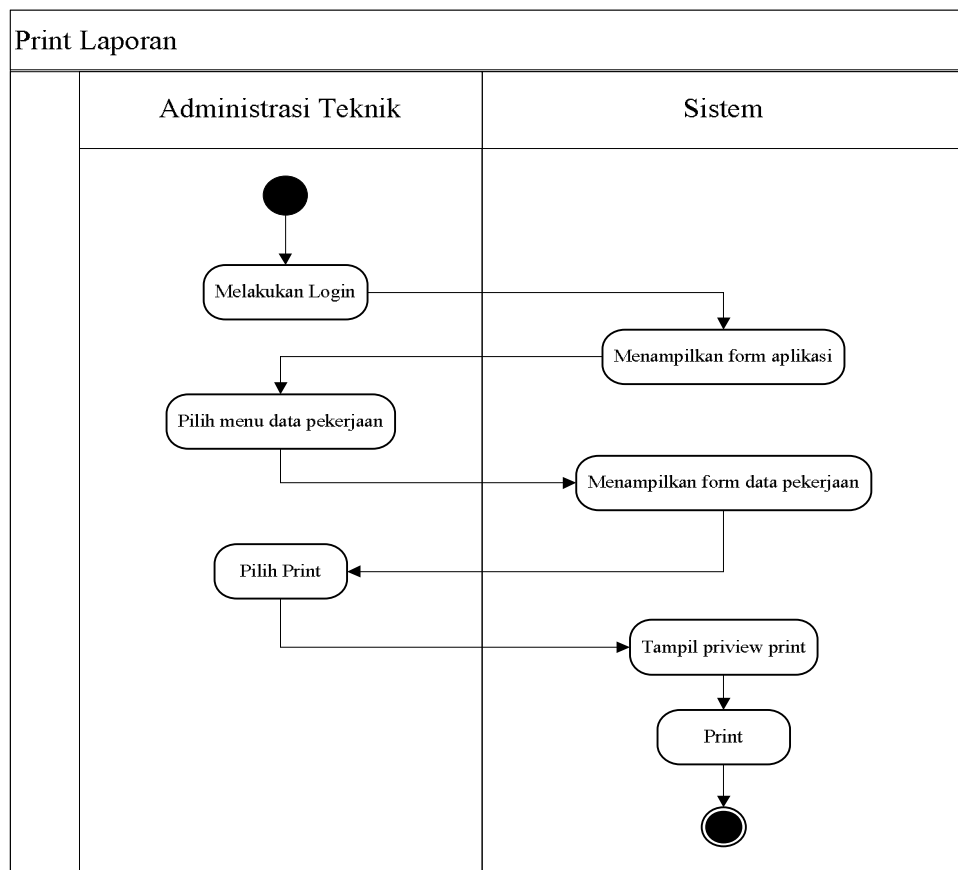 Print Laporan
Administrasi Teknik
Sistem
Melakukan Login
Menampilkan form aplikasi
Pilih menu data pekerjaan
Menampilkan form data pekerjaan
Pilih Print
Tampil priview print
Print